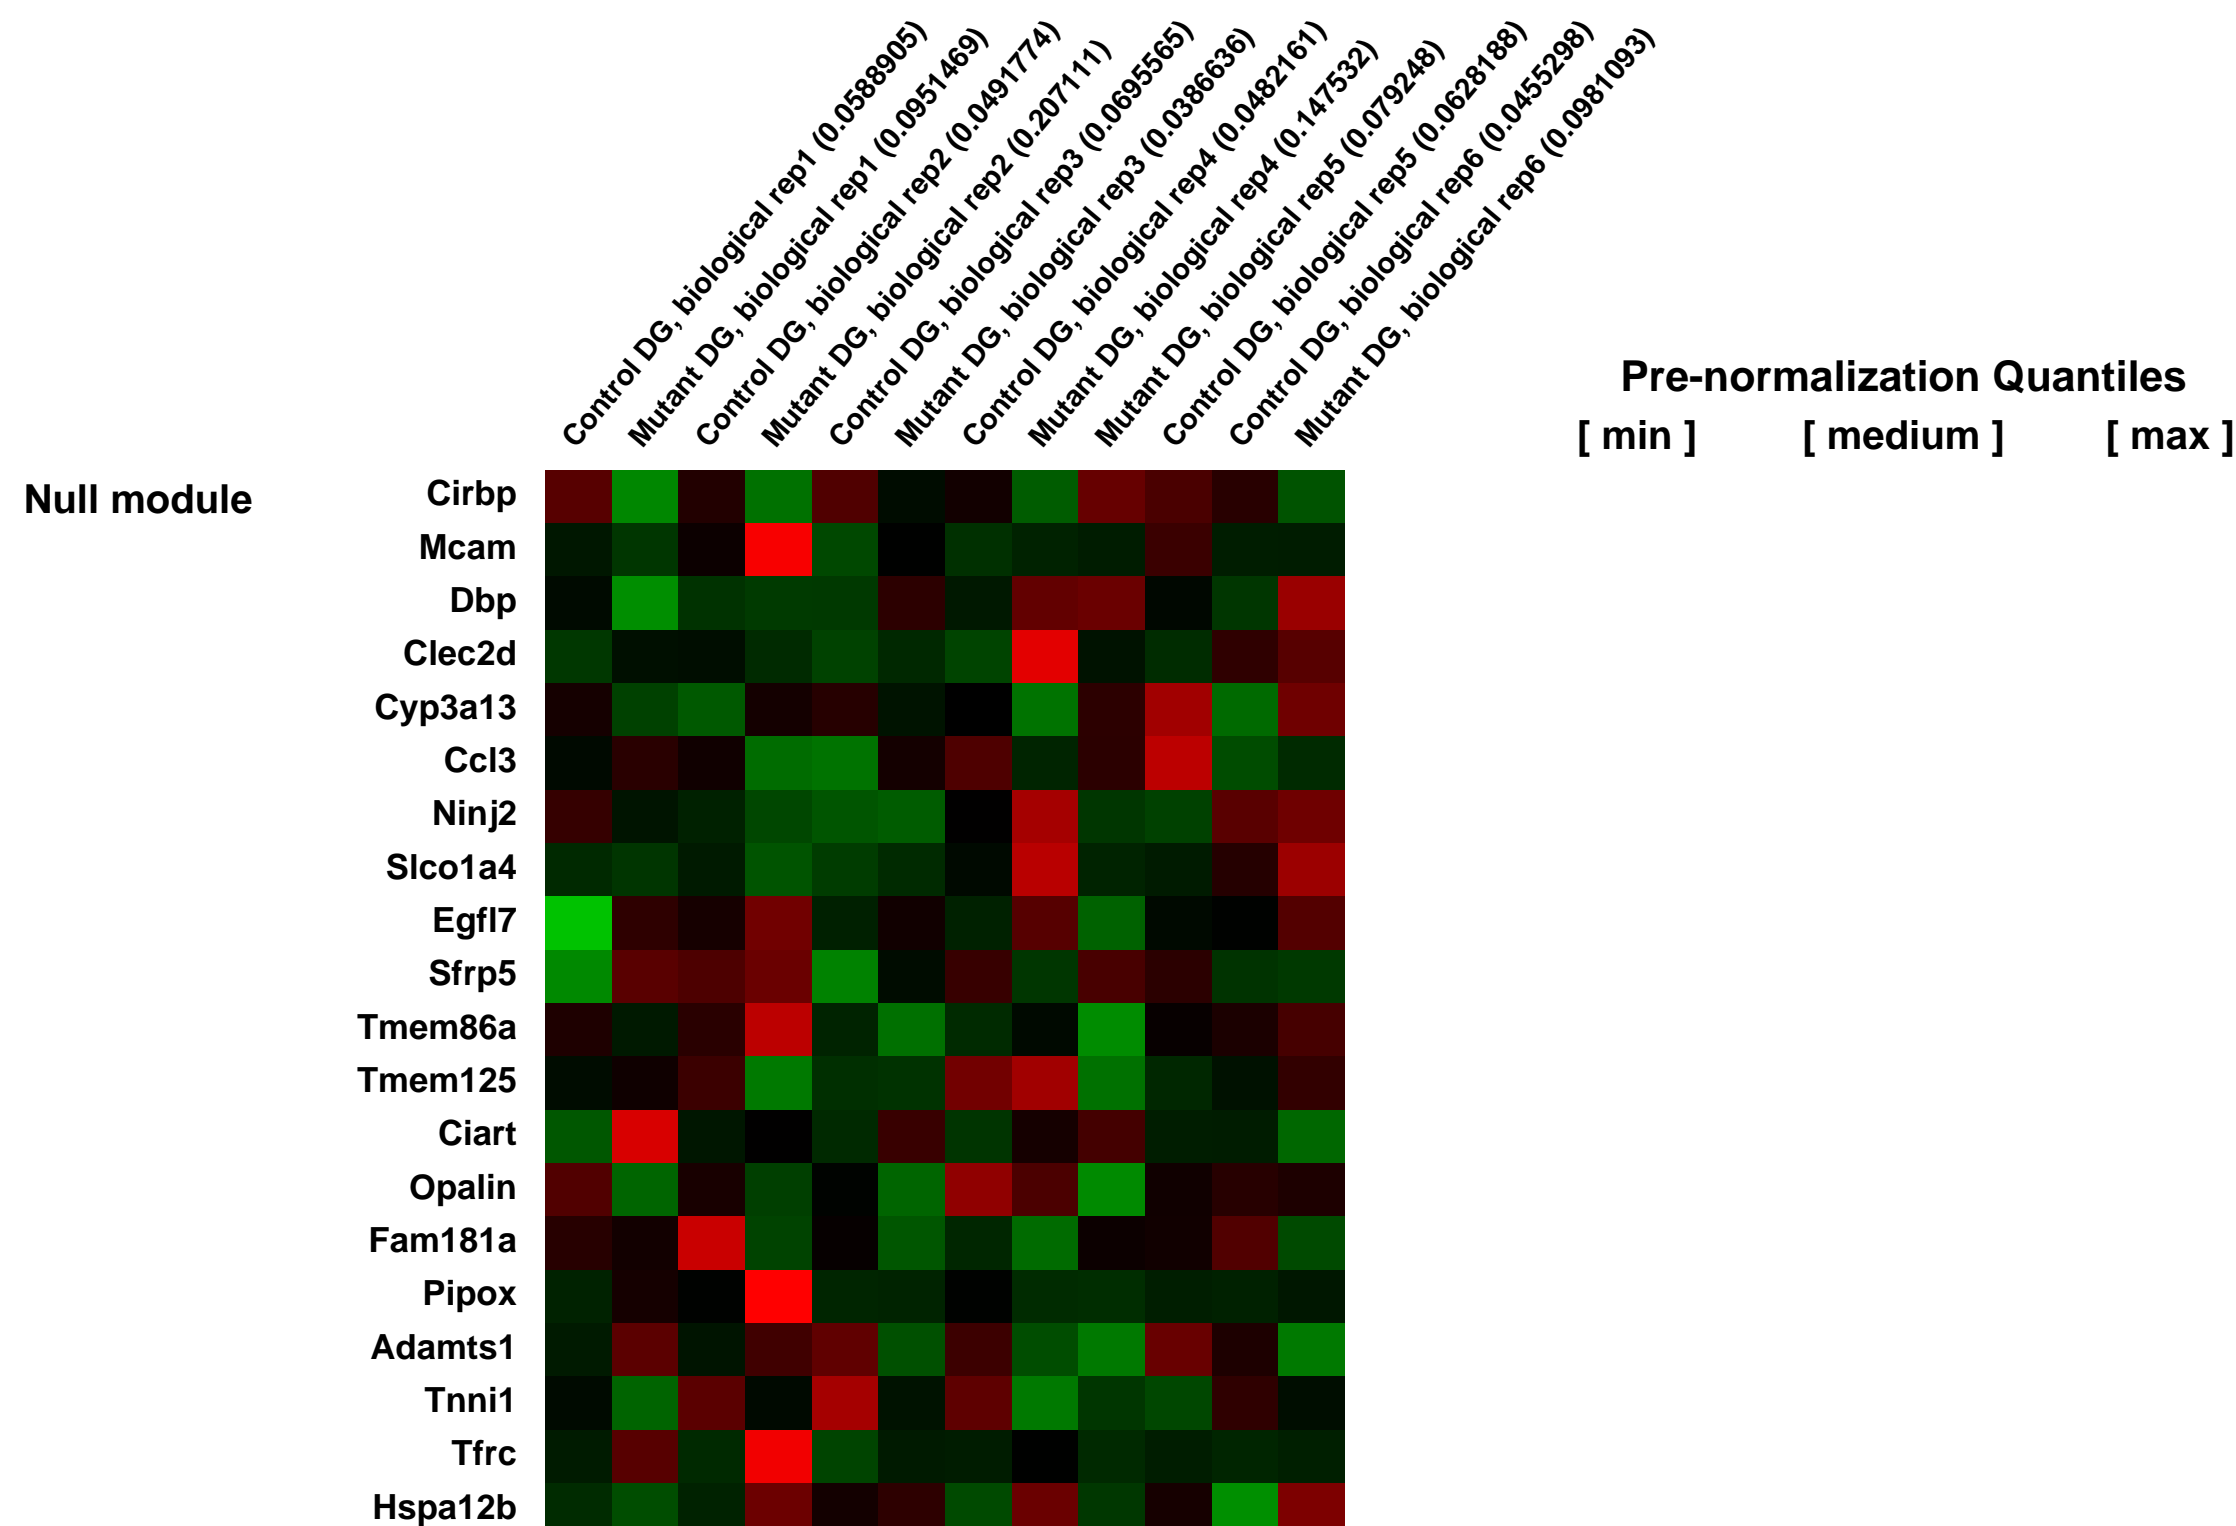 Control DG, biological rep1 (0.0588905)
Mutant DG, biological rep1 (0.0951469)
Control DG, biological rep2 (0.0491774)
Mutant DG, biological rep2 (0.207111)
Control DG, biological rep3 (0.0695565)
Mutant DG, biological rep3 (0.0386636)
Control DG, biological rep4 (0.0482161)
Mutant DG, biological rep4 (0.147532)
Mutant DG, biological rep5 (0.079248)
Control DG, biological rep5 (0.0628188)
Control DG, biological rep6 (0.0455298)
Mutant DG, biological rep6 (0.0981093)
Pre-normalization Quantiles
[ min ] [ medium ] [ max ]
Null module
Cirbp
Mcam
Dbp
Clec2d
Cyp3a13
Ccl3
Ninj2
Slco1a4
Egfl7
Sfrp5
Tmem86a
Tmem125
Ciart
Opalin
Fam181a
Pipox
Adamts1
Tnni1
Tfrc
Hspa12b